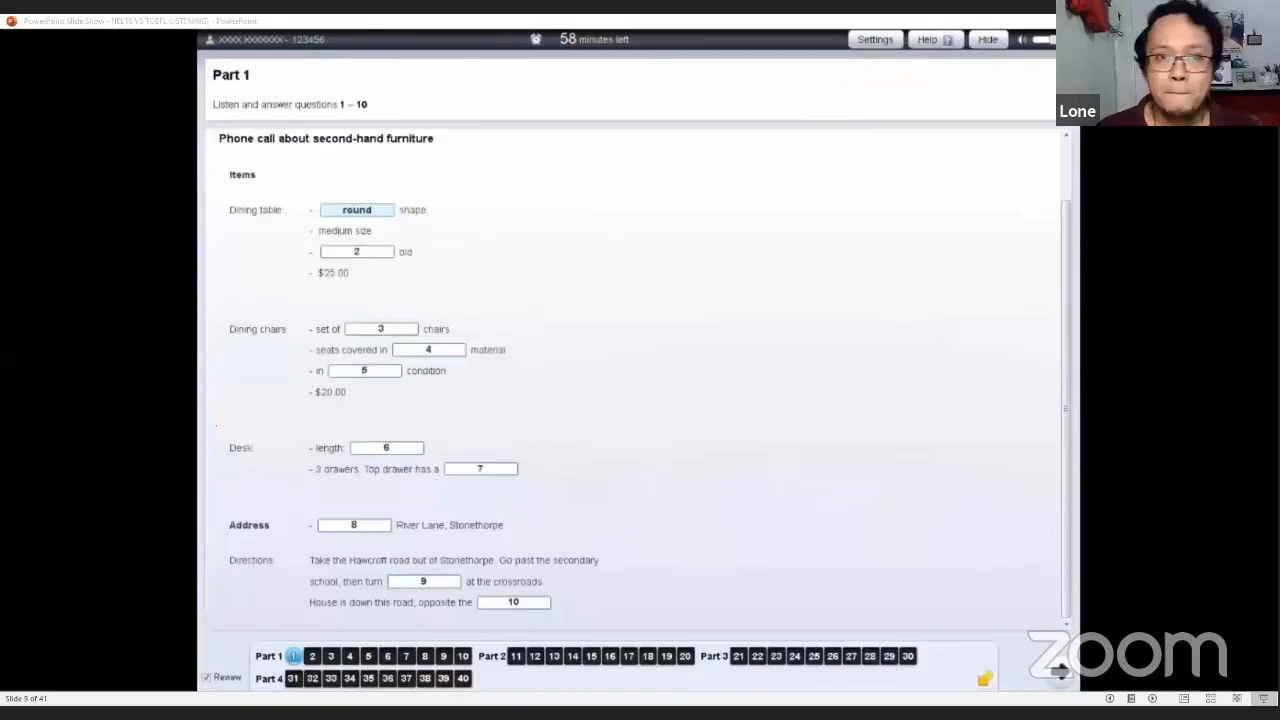 PowerPoint Slide Show - [IELTS VS TOEFL LISTENING] - PowerPoint
XXXX XXXXXXX - 123456
58 minutes left
Settings
Help ?
Hide
Lone
Part 1
Listen and answer questions 1 – 10
Phone call about second-hand furniture
Items
Dining table: - round shape
- medium size
- 2 old
- $25.00
Dining chairs: - set of 3 chairs
- seats covered in 4 material
- in 5 condition
- $20.00
Desk: - length: 6
- 3 drawers. Top drawer has a 7
Address - 8 River Lane, Stonethorpe
Directions: Take the Hawcroft road out of Stonethorpe. Go past the secondary
school, then turn 9 at the crossroads.
House is down this road, opposite the 10
Part 1 1 2 3 4 5 6 7 8 9 10 Part 2 11 12 13 14 15 16 17 18 19 20 Part 3 21 22 23 24 25 26 27 28 29 30
Review Part 4 31 32 33 34 35 36 37 38 39 40
zoom
Slide 9 of 41